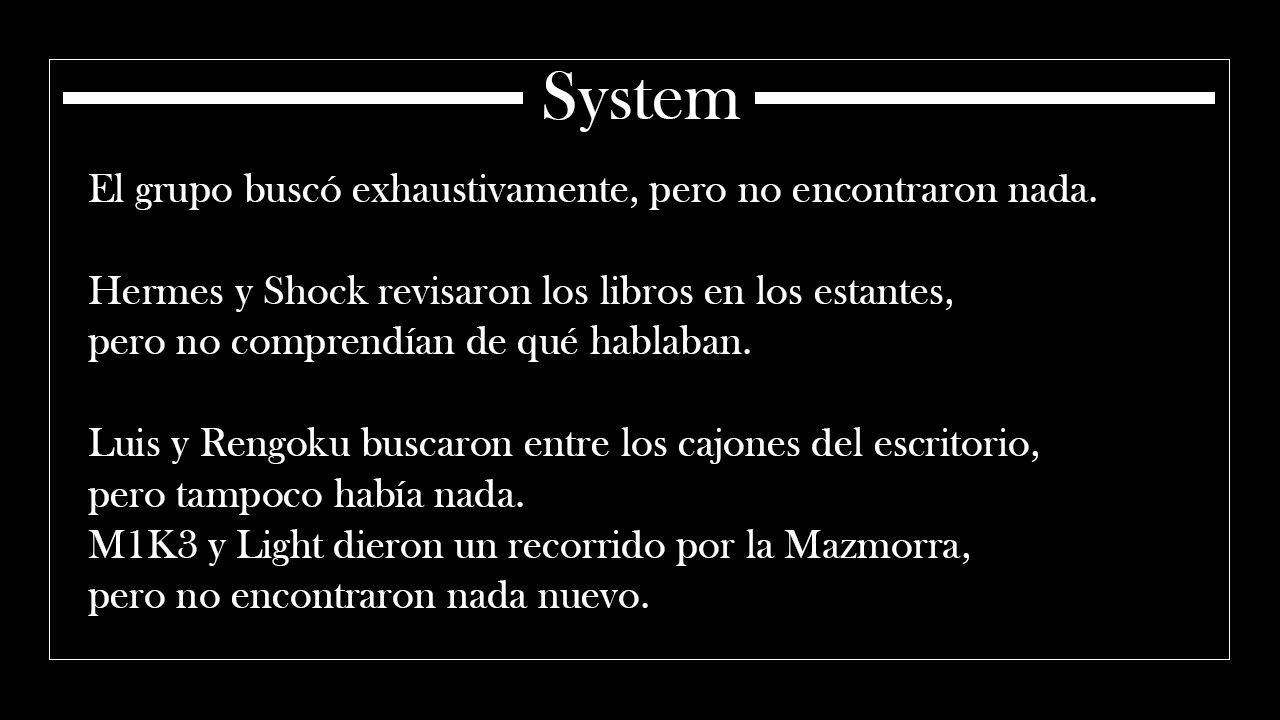 System
El grupo buscó exhaustivamente, pero no encontraron nada.
Hermes y Shock revisaron los libros en los estantes,
pero no comprendían de qué hablaban.
Luis y Rengoku buscaron entre los cajones del escritorio,
pero tampoco había nada.
M1K3 y Light dieron un recorrido por la Mazmorra,
pero no encontraron nada nuevo.